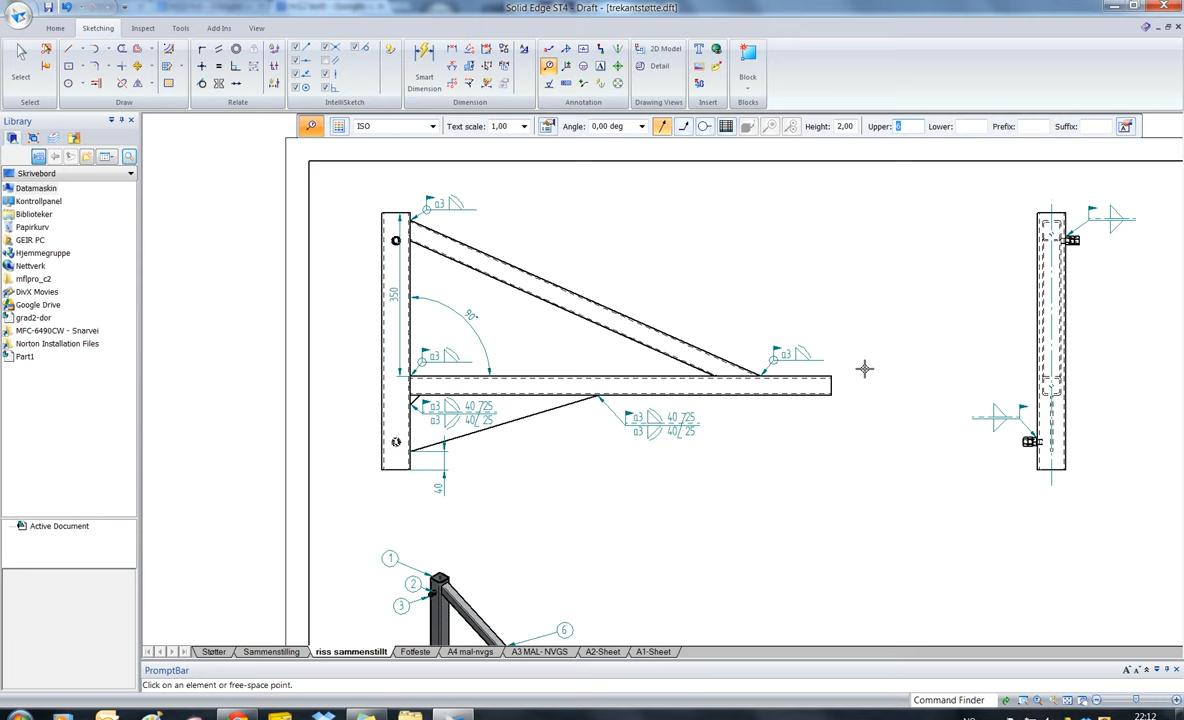 Solid Edge ST4 - Draft - [trekantstøtte.dft]
Home
Sketching
Inspect
Tools
Add Ins
View
Select
Smart
Dimension
2D Model
Detail
Block
Select
Draw
Relate
IntelliSketch
Dimension
Annotation
Drawing Views
Insert
Blocks
Library
ISO
Text scale: 1,00
Angle: 0,00 deg
Height: 2,00
Upper: 6
Lower:
Prefix:
Suffix:
Skrivebord
Datamaskin
Kontrollpanel
Biblioteker
Papirkurv
GEIR PC
Hjemmegruppe
Nettverk
mflpro_c2
DivX Movies
Google Drive
grad2-dor
MFC-6490CW - Snarvei
Norton Installation Files
Part1
Active Document
a3
350
90°
a3
a3
a3 40/25
a3 40/25
a3 40/25
a3 40/25
40
1
2
3
6
Støtter
Sammenstilling
riss sammenstilt
Fotfeste
A4 mal-nvgs
A3 MAL- NVGS
A2-Sheet
A1-Sheet
PromptBar
Click on an element or free-space point.
Command Finder
22:12